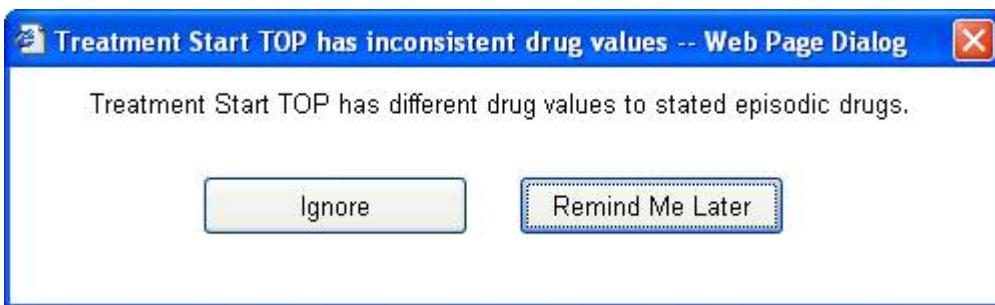 Treatment Start TOP has inconsistent drug values -- Web Page Dialog
Treatment Start TOP has different drug values to stated episodic drugs.
Ignore
Remind Me Later